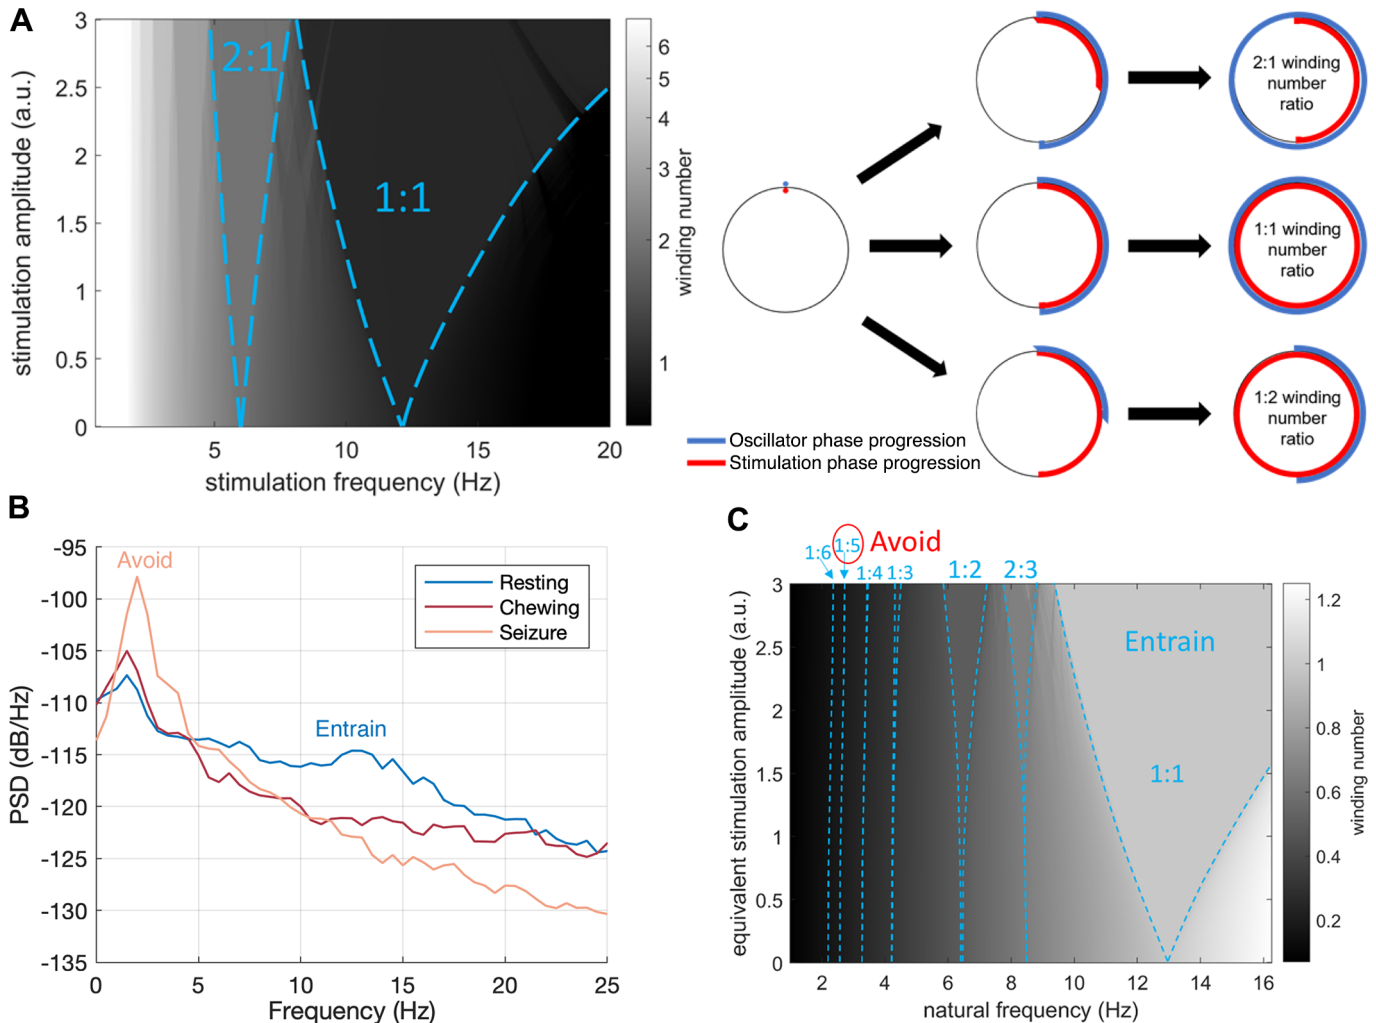 A
3
2.5
2
1.5
1
0.5
0
5
10
15
20
2:1
1:1
stimulation amplitude (a.u.)
stimulation frequency (Hz)
6
5
4
3
2
1
winding number
2:1 winding
number
ratio
1:1 winding
number
ratio
1:2 winding
number
ratio
Oscillator phase progression
Stimulation phase progression
B
-95
-100
-105
-110
-115
-120
-125
-130
-135
0
5
10
15
20
25
PSD (dB/Hz)
Frequency (Hz)
Avoid
Entrain
Resting
Chewing
Seizure
C
1:6
1:5
Avoid
1:4
1:3
1:2
2:3
Entrain
1:1
3
2.5
2
1.5
1
0.5
0
2
4
6
8
10
12
14
16
equivalent stimulation amplitude (a.u.)
natural frequency (Hz)
1.2
1
0.8
0.6
0.4
0.2
winding number